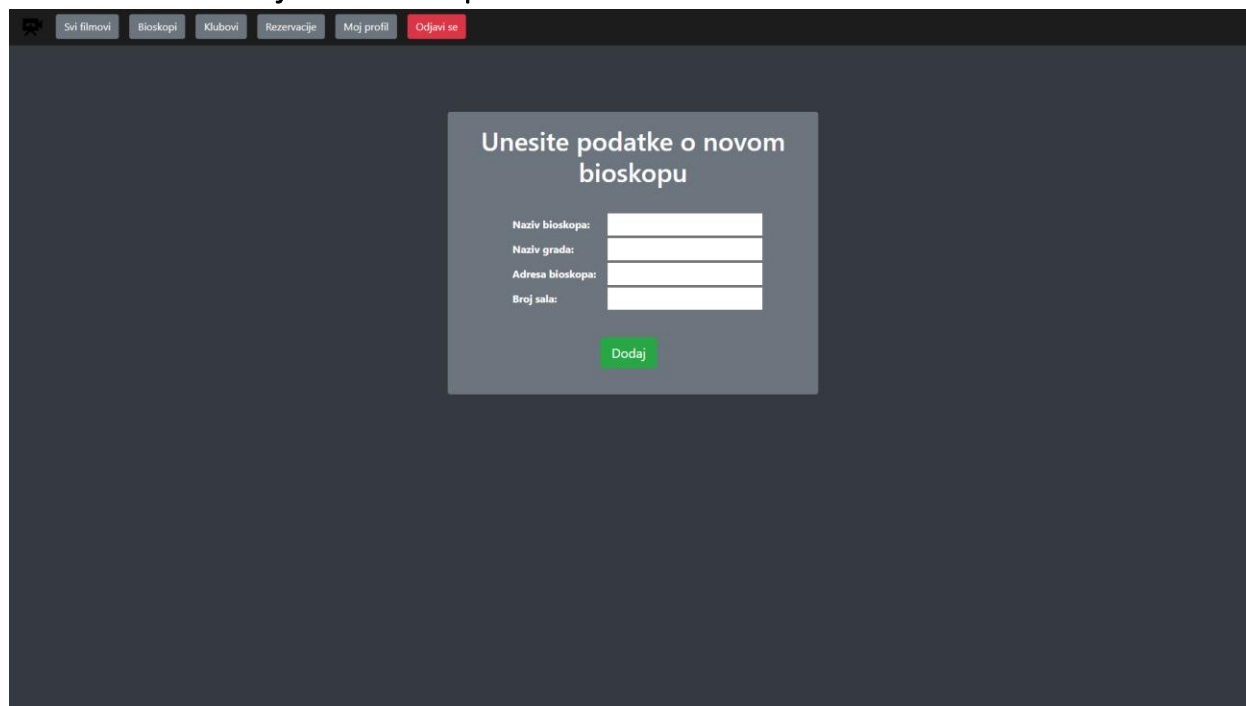 Svi filmovi Bioskopi Klubovi Rezervacije Moj profil Odjavi se
Unesite podatke o novom
bioskopu
Naziv bioskopa:
Naziv grada:
Adresa bioskopa:
Broj sala:
Dodaj